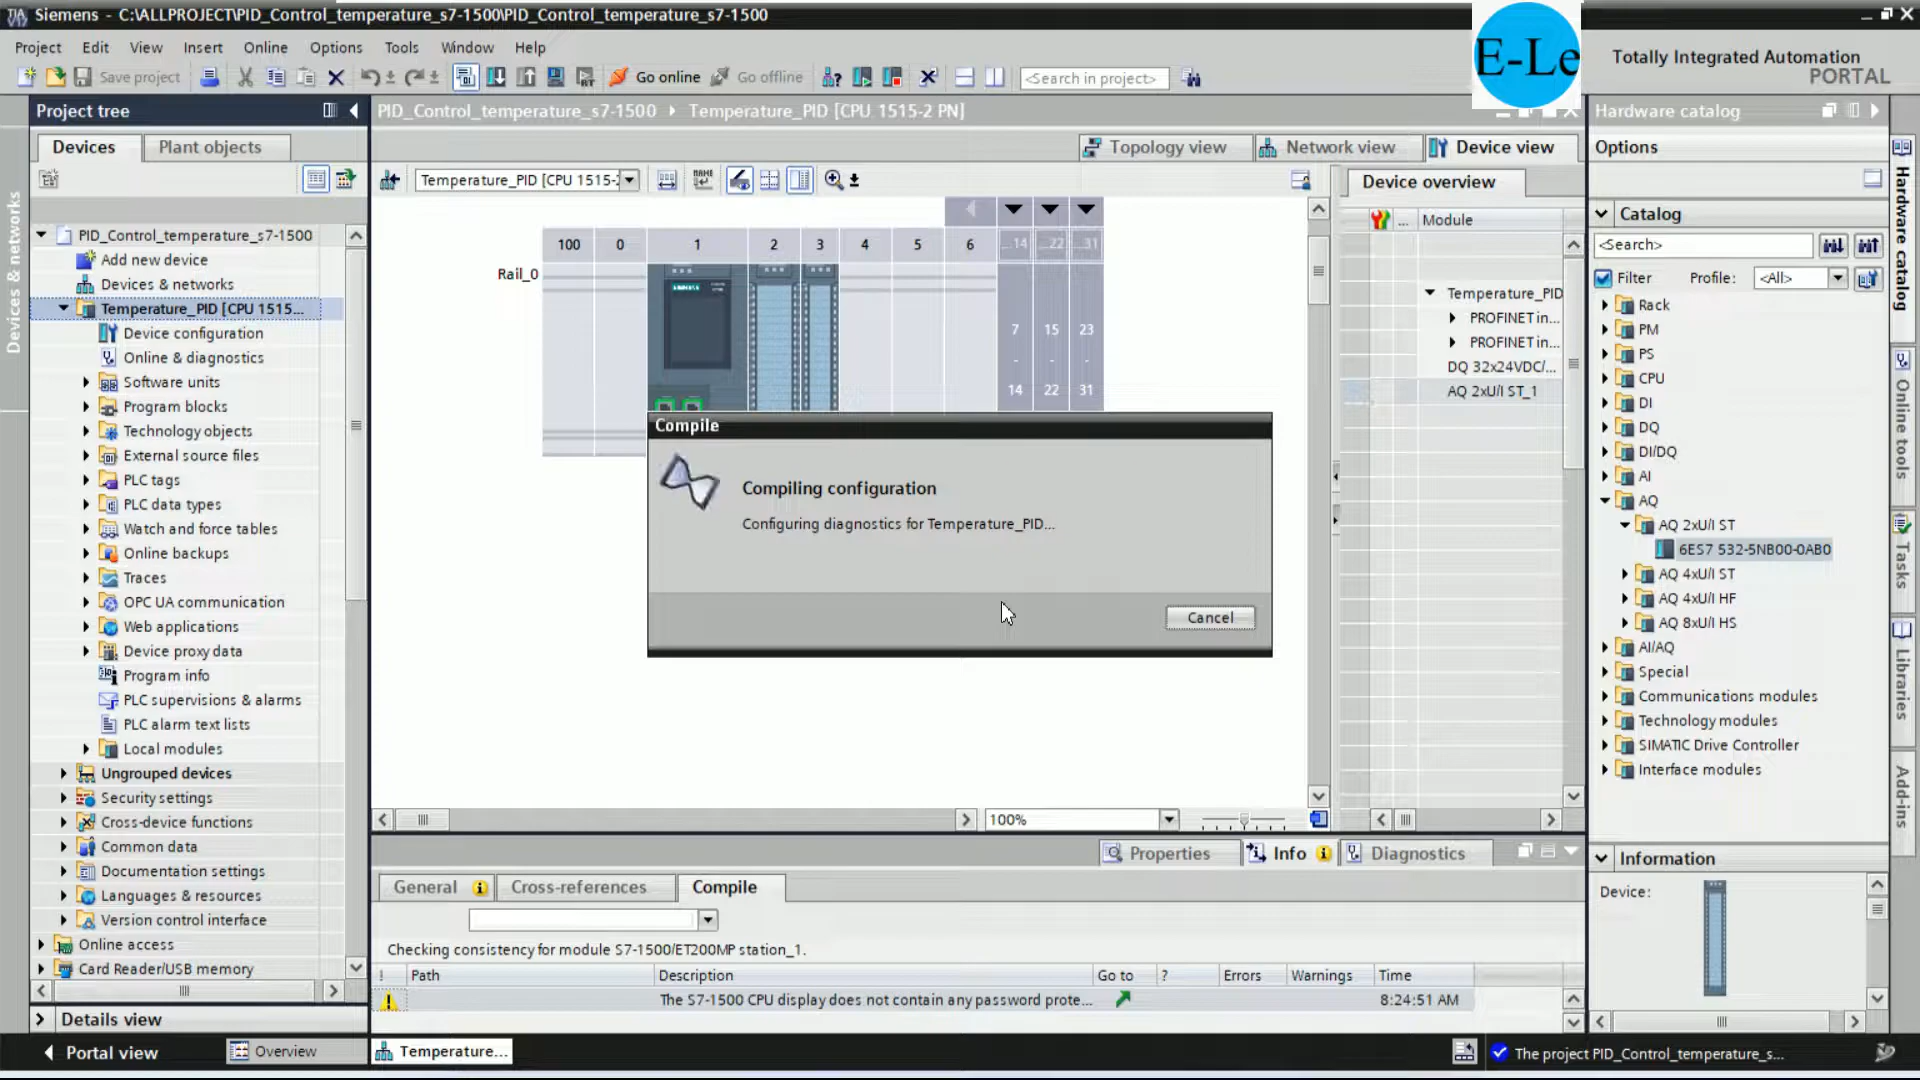 Siemens - C:\ALLPROJECT\PID_Control_temperature_s7-1500\PID_Control_temperature_s7-1500
Project Edit View Insert Online Options Tools Window Help
E-Le
Totally Integrated Automation
PORTAL
Save project
Go online
Go offline
<Search in project>
Project tree
PID_Control_temperature_s7-1500
Temperature_PID [CPU 1515-2 PN]
Hardware catalog
Devices
Plant objects
Topology view
Network view
Device view
Options
Temperature_PID [CPU 1515-
Device overview
Devices & networks
PID_Control_temperature_s7-1500
Add new device
Devices & networks
Temperature_PID [CPU 1515...
Device configuration
Online & diagnostics
Software units
Program blocks
Technology objects
External source files
PLC tags
PLC data types
Watch and force tables
Online backups
Traces
OPC UA communication
Web applications
Device proxy data
Program info
PLC supervisions & alarms
PLC alarm text lists
Local modules
Ungrouped devices
Security settings
Cross-device functions
Common data
Documentation settings
Languages & resources
Version control interface
Online access
Card Reader/USB memory
Details view
100 0 1 2 3 4 5 6 ...14 ...22 ...31
Rail_0
SIEMENS
7 15 23
- - -
14 22 31
Compile
Compiling configuration
Configuring diagnostics for Temperature_PID...
Cancel
... Module
Temperature_PID
PROFINET in...
PROFINET in...
DQ 32x24VDC/...
AQ 2xU/I ST_1
100%
Properties
Info
Diagnostics
General
Cross-references
Compile
Checking consistency for module S7-1500/ET200MP station_1.
! Path Description Go to ? Errors Warnings Time
The S7-1500 CPU display does not contain any password prote... 8:24:51 AM
Catalog
<Search>
Filter Profile: <All>
Rack
PM
PS
CPU
DI
DQ
DI/DQ
AI
AQ
AQ 2xU/I ST
6ES7 532-5NB00-0AB0
AQ 4xU/I ST
AQ 4xU/I HF
AQ 8xU/I HS
AI/AQ
Special
Communications modules
Technology modules
SIMATIC Drive Controller
Interface modules
Information
Device:
Hardware catalog
Online tools
Tasks
Libraries
Add-ins
Portal view
Overview
Temperature...
The project PID_Control_temperature_s...